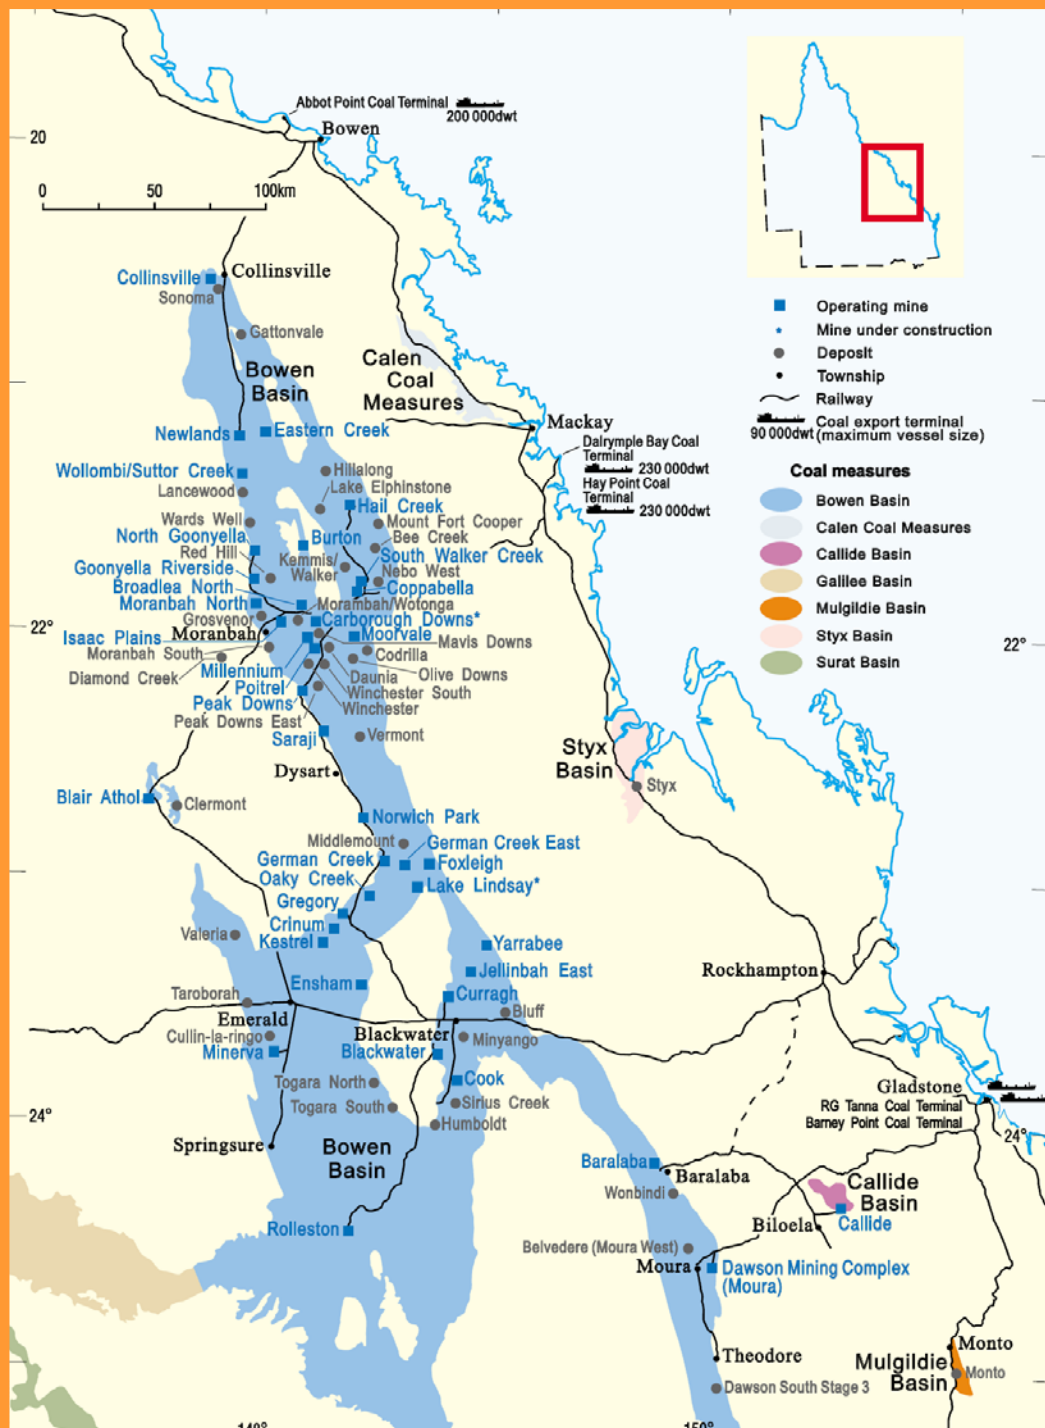 Abbot Point Coal Terminal
200 000dwt
Bowen
20
0 50 100km
Collinsville
Collinsville
Sonoma
Gattonvale
Bowen
Basin
Calen
Coal
Measures
Operating mine
Mine under construction
Deposit
Township
Railway
90 000dwt
Coal export terminal
(maximum vessel size)
Coal measures
Bowen Basin
Calen Coal Measures
Callide Basin
Galilee Basin
Mulgildie Basin
Styx Basin
Surat Basin
Newlands
Eastern Creek
Mackay
Dalrymple Bay Coal
Terminal
230 000dwt
Hay Point Coal
Terminal
230 000dwt
Wollombi/Suttor Creek
Hillalong
Lancewood
Lake Elphinstone
Hail Creek
Wards Well
Mount Fort Cooper
North Goonyella
Burton
Bee Creek
Red Hill
Kemmis/
Walker
South Walker Creek
Goonyella Riverside
Nebo West
Broadlea North
Coppabella
Moranbah North
Morambah/Wotonga
Grosvenor
Carborough Downs*
Moranbah
22°
22°
Isaac Plains
Moorvale
Mavis Downs
Moranbah South
Codrilla
Diamond Creek
Millennium
Daunia
Olive Downs
Poitrel
Winchester South
Peak Downs
Winchester
Peak Downs East
Saraji
Vermont
Styx
Basin
Styx
Dysart
Blair Athol
Clermont
Norwich Park
Middlemount
German Creek East
German Creek
Foxleigh
Oaky Creek
Lake Lindsay*
Gregory
Crinum
Kestrel
Valeria
Yarrabee
Jellinbah East
Rockhampton
Ensham
Curragh
Taroborah
Bluff
Emerald
Blackwater
Cullin-la-ringo
Minyango
Minerva
Blackwater
Togara North
Cook
Togara South
Sirius Creek
Humboldt
Gladstone
RG Tanna Coal Terminal
Barney Point Coal Terminal
24°
24°
Springsure
Bowen
Basin
Baralaba
Baralaba
Wonbindi
Callide
Basin
Callide
Biloela
Rolleston
Belvedere (Moura West)
Moura
Dawson Mining Complex
(Moura)
Theodore
Monto
Mulgildie
Basin
Monto
Dawson South Stage 3